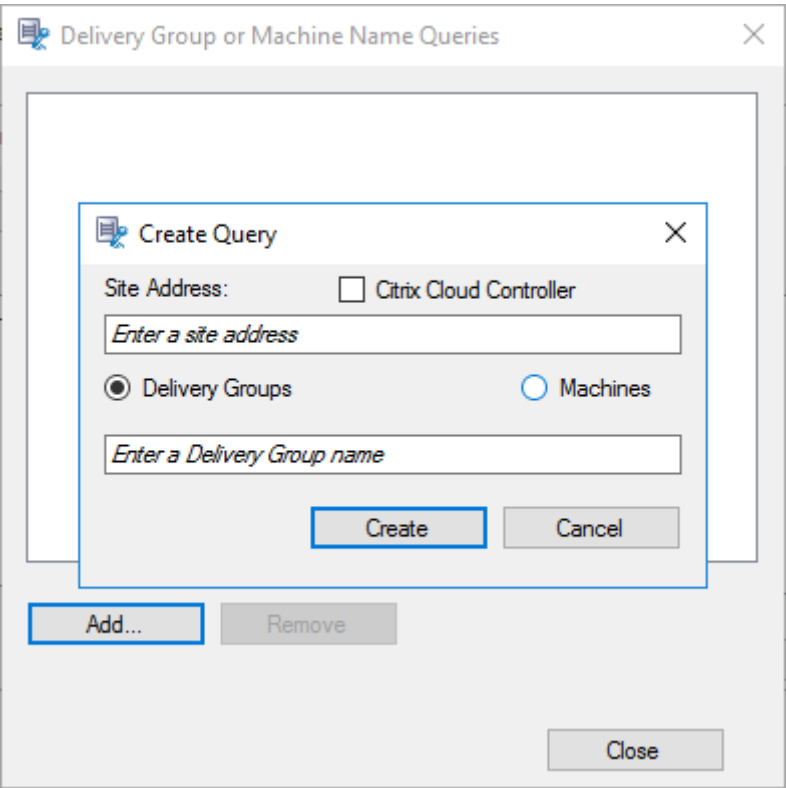 Delivery Group or Machine Name Queries
Create Query
Site Address: Citrix Cloud Controller
Enter a site address
Delivery Groups Machines
Enter a Delivery Group name
Create Cancel
Add... Remove
Close